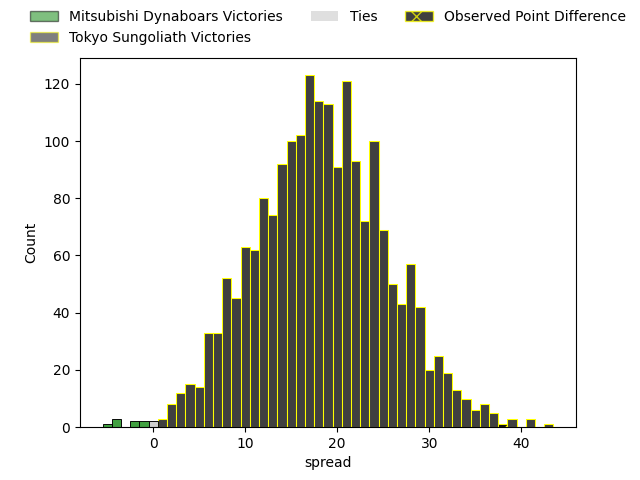 Mitsubishi Dynaboars Victories
Ties
Observed Point Difference
Tokyo Sungoliath Victories
120
100
80
60
40
20
0
Count
0 10 20 30 40
spread